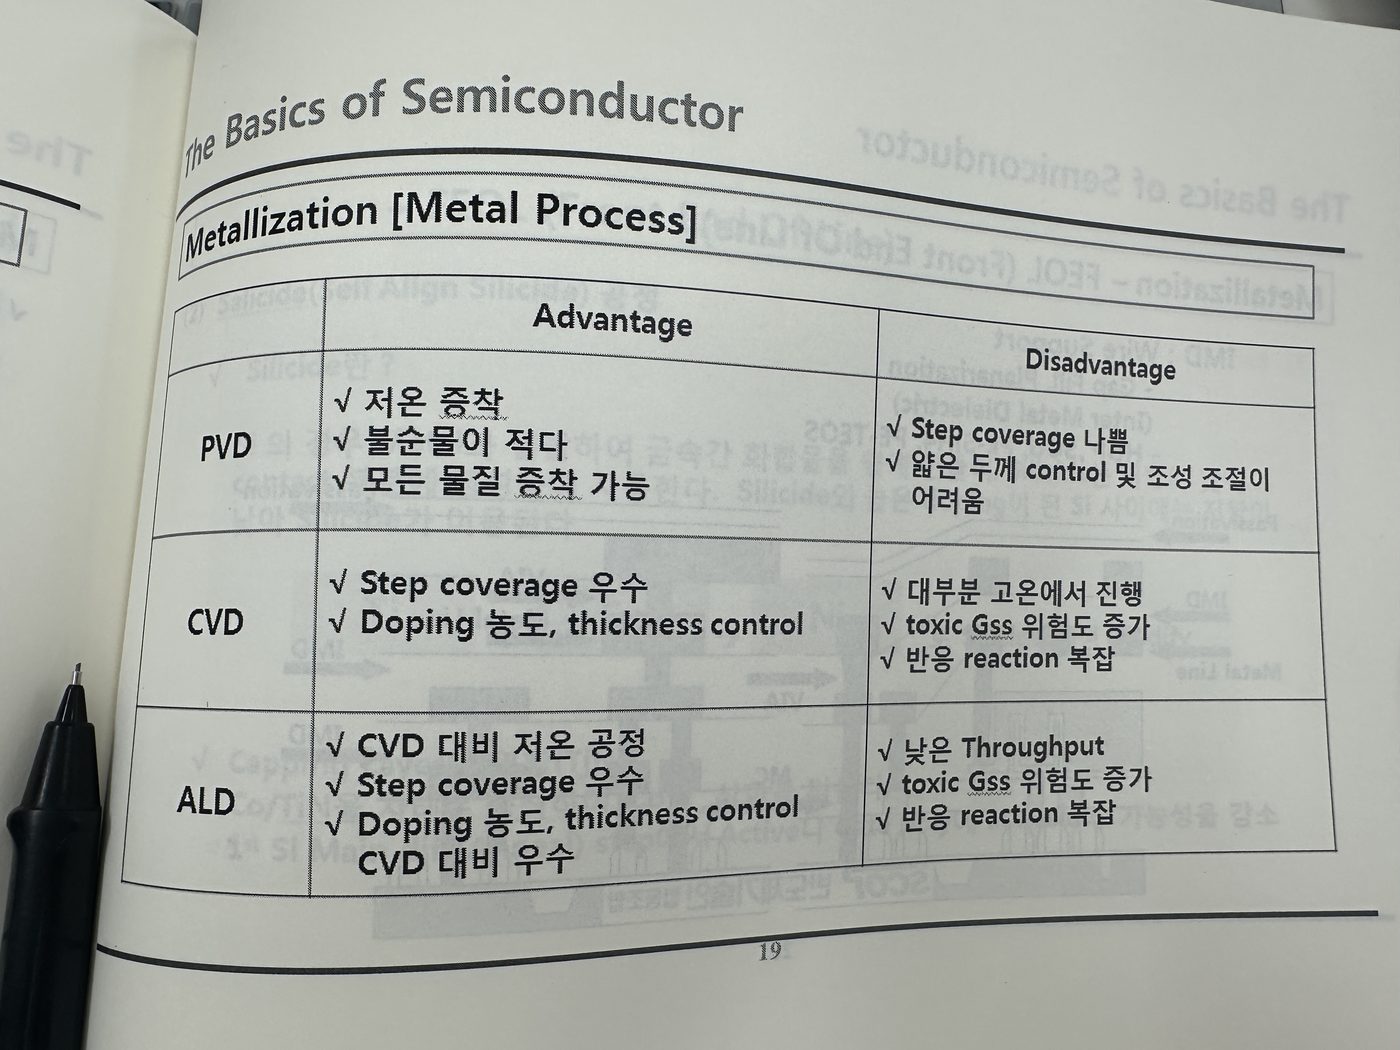 The Basics of Semiconductor
Metallization [Metal Process]
Advantage
Disadvantage
PVD
√ 저온 증착
√ 불순물이 적다
√ 모든 물질 증착 가능
√ Step coverage 나쁨
√ 얇은 두께 control 및 조성 조절이
어려움
CVD
√ Step coverage 우수
√ Doping 농도, thickness control
√ 대부분 고온에서 진행
√ toxic Gss 위험도 증가
√ 반응 reaction 복잡
ALD
√ CVD 대비 저온 공정
√ Step coverage 우수
√ Doping 농도, thickness control
CVD 대비 우수
√ 낮은 Throughput
√ toxic Gss 위험도 증가
√ 반응 reaction 복잡
19